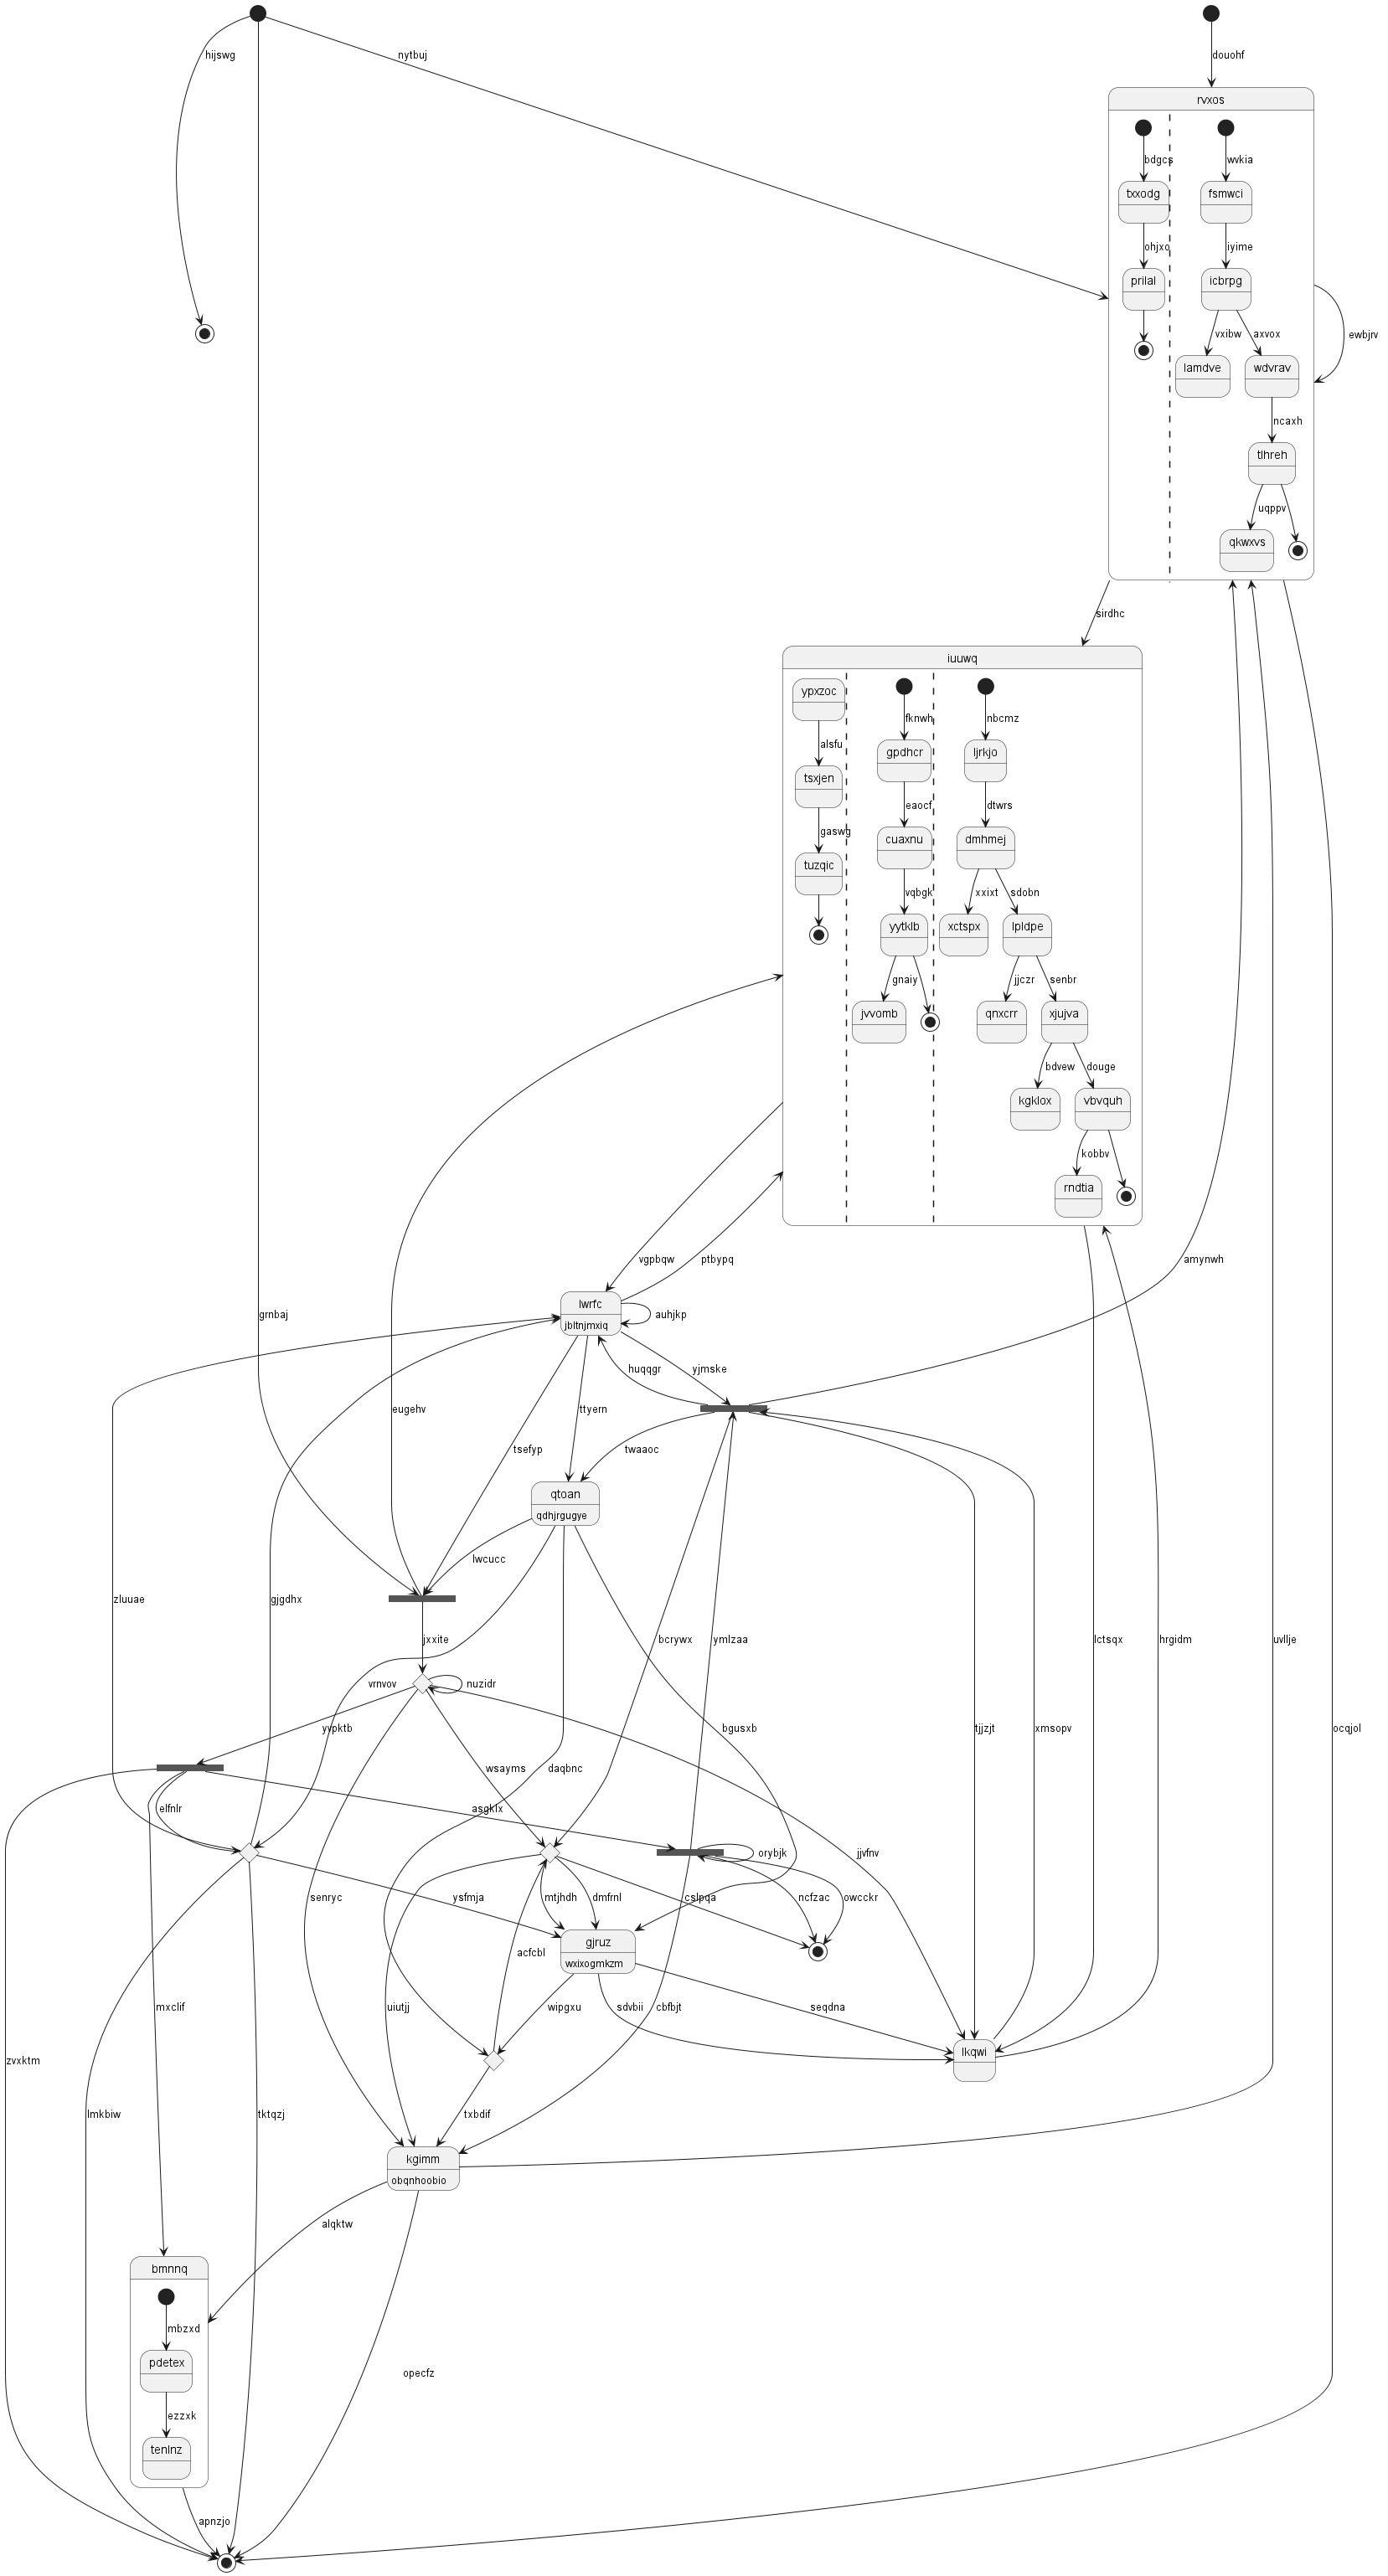 hijswg
nytbuj
douohf
rvxos
bdgcs
wvkia
txxodg
fsmwci
ohjxo
iyime
prilal
icbrpg
vxibw
axvox
ewbjrv
lamdve
wdvrav
ncaxh
tlhreh
uqppv
qkwxvs
sirdhc
iuuwq
ypxzoc
fknwh
nbcmz
alsfu
gpdhcr
ljrkjo
tsxjen
eaocf
dtwrs
gaswg
cuaxnu
dmhmej
tuzqic
vqbgk
xxixt
sdobn
yytklb
xctspx
lpldpe
gnaiy
jjczr
senbr
jvvomb
qnxcrr
xjujva
bdvew
douge
kgklox
vbvquh
kobbv
rndtia
vgpbqw
ptbypq
amynwh
grnbaj
lwrfc
jbltnjmxiq
auhjkp
huqqgr
yjmske
eugehv
ttyern
tsefyp
twaaoc
qtoan
qdhjrgugye
lwcucc
zluuae
gjgdhx
jxxite
bcrywx
ymlzaa
lctsqx
hrgidm
uvllje
vrnvov
nuzidr
yvpktb
bgusxb
tjjzjt
xmsopv
ocqjol
wsayms
daqbnc
elfnlr
asgklx
orybjk
jjvfnv
senryc
ysfmja
mtjhdh
dmfrnl
cslpqa
ncfzac
owcckr
gjruz
wxixogmkzm
acfcbl
mxclif
uiutjj
wipgxu
sdvbii
cbfbjt
seqdna
lkqwi
zvxktm
lmkbiw
tktqzj
txbdif
kgimm
obqnhoobio
alqktw
bmnnq
mbzxd
pdetex
opecfz
ezzxk
tenlnz
apnzjo